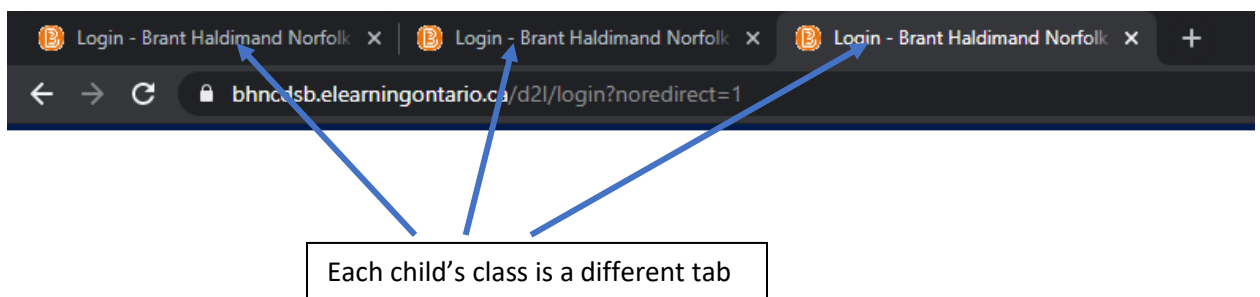 Login - Brant Haldimand Norfolk Login - Brant Haldimand Norfolk Login - Brant Haldimand Norfolk
bhncdsb.elearningontario.ca/d2l/login?noredirect=1
Each child’s class is a different tab